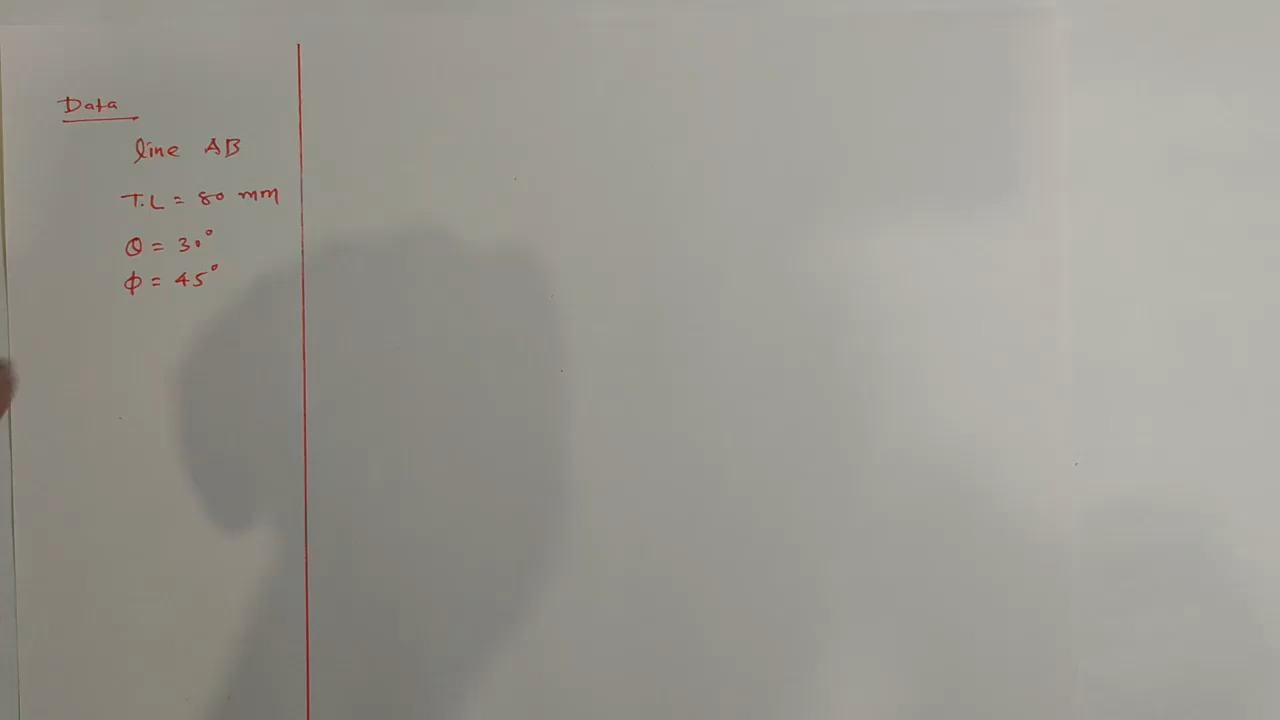 Data
line AB
T.L = 80 mm
θ = 30°
ϕ = 45°